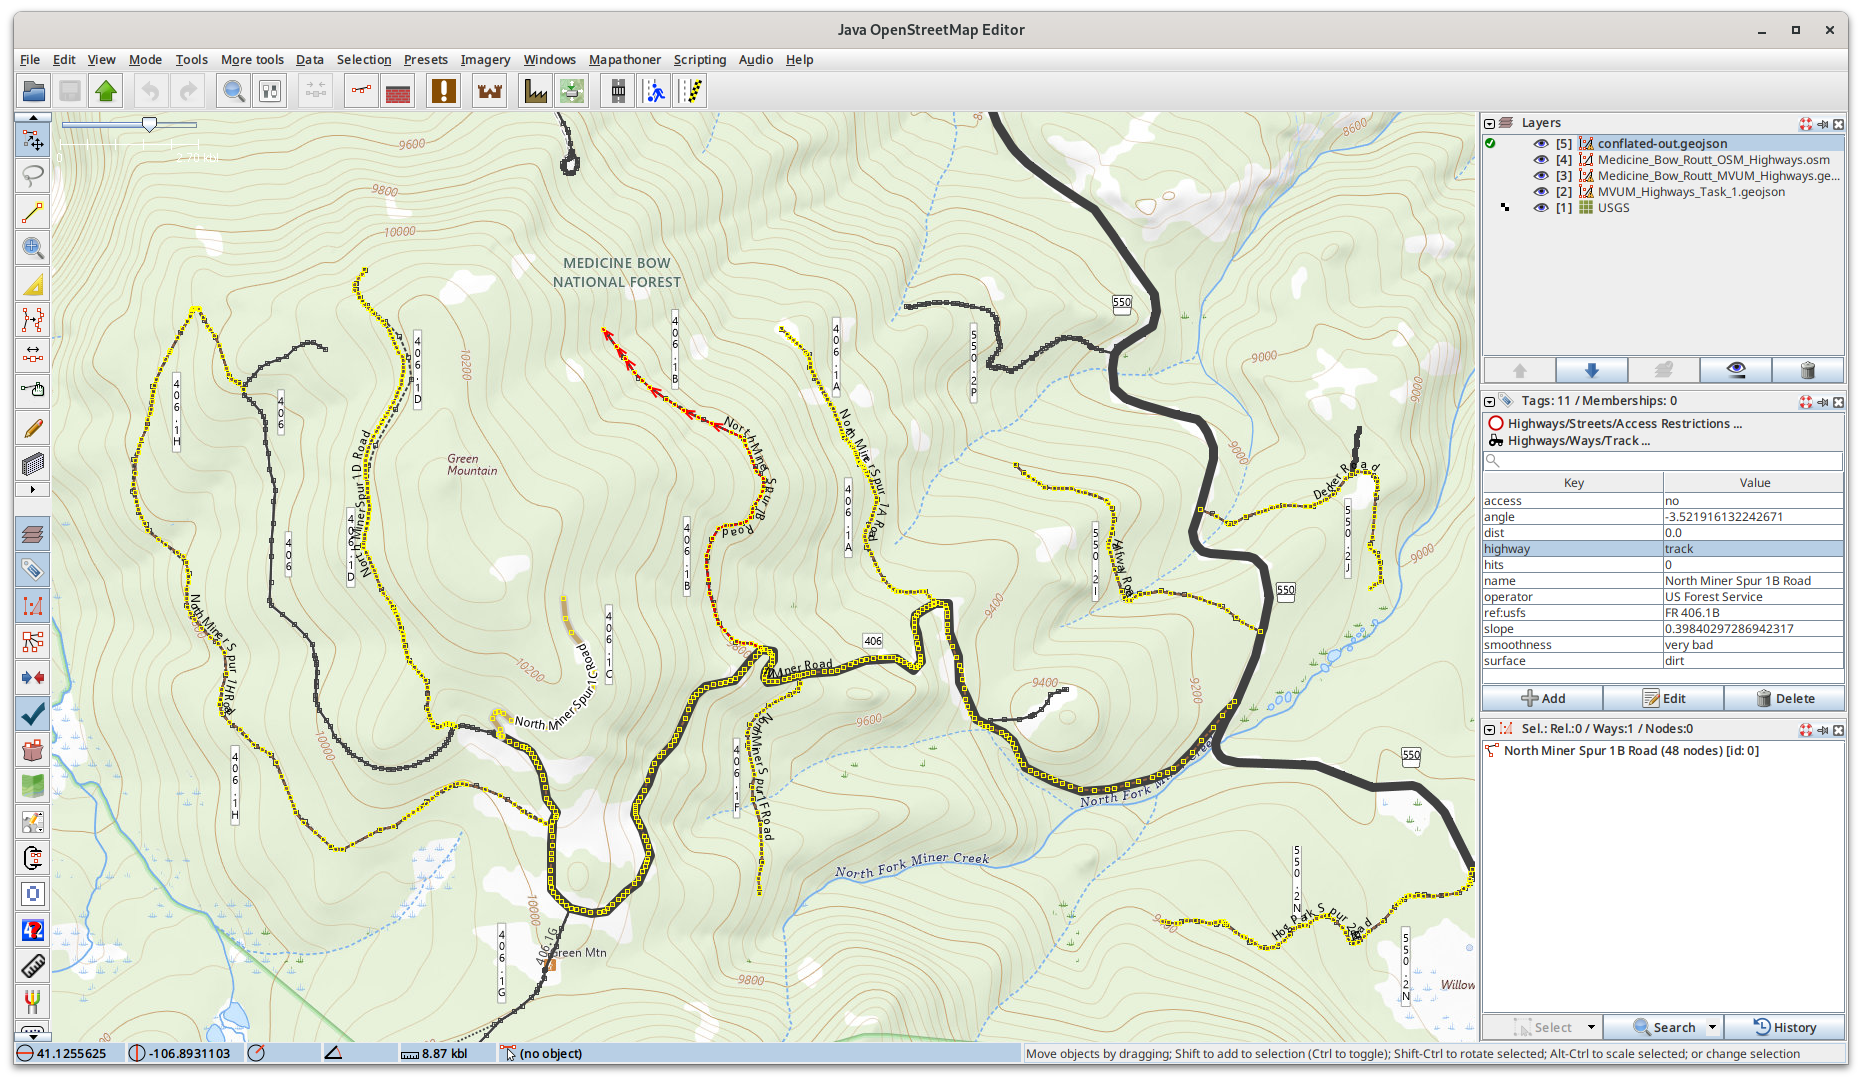 Java OpenStreetMap Editor
File Edit View Mode Tools More tools Data Selection Presets Imagery Windows Mapathoner Scripting Audio Help
9600
8600
9800
10000
MEDICINE BOW
NATIONAL FOREST
550
406.1B
406.1A
550.2P
9000
10200
406.1D
406.1H
406
9000
9000
Green
Mountain
North Miner Spur 1D Road
North Miner Spur 1B Road
North Miner Spur 1A Road
Decker Road
406.1D
406
406.1B
406.1A
550.2I
550.2J
9000
Halfway Road
550
9400
North Miner Spur 1H Road
406.1C
406
9800
Miner Road
10200
North Miner Spur 1C Road
9400
9200
9600
10000
406.1H
406.1F
North Miner Spur 1F Road
550
North Fork M
North Fork Miner Creek
550.2N
10000
Hog Park Spur
406.1G
406.1G
Green Mtn
550.2N
9800
Willow
Layers
[5] conflated-out.geojson
[4] Medicine_Bow_Routt_OSM_Highways.osm
[3] Medicine_Bow_Routt_MVUM_Highways.ge...
[2] MVUM_Highways_Task_1.geojson
[1] USGS
Tags: 11 / Memberships: 0
Highways/Streets/Access Restrictions ...
Highways/Ways/Track ...
Key Value
access no
angle -3.521916132242671
dist 0.0
highway track
hits 0
name North Miner Spur 1B Road
operator US Forest Service
ref:usfs FR 406.1B
slope 0.39840297286942317
smoothness very bad
surface dirt
Add Edit Delete
Sel.: Rel.:0 / Ways:1 / Nodes:0
North Miner Spur 1B Road (48 nodes) [id: 0]
Select Search History
41.1255625 -106.8931103 8.87 kbl (no object) Move objects by dragging; Shift to add to selection (Ctrl to toggle); Shift-Ctrl to rotate selected; Alt-Ctrl to scale selected; or change selection